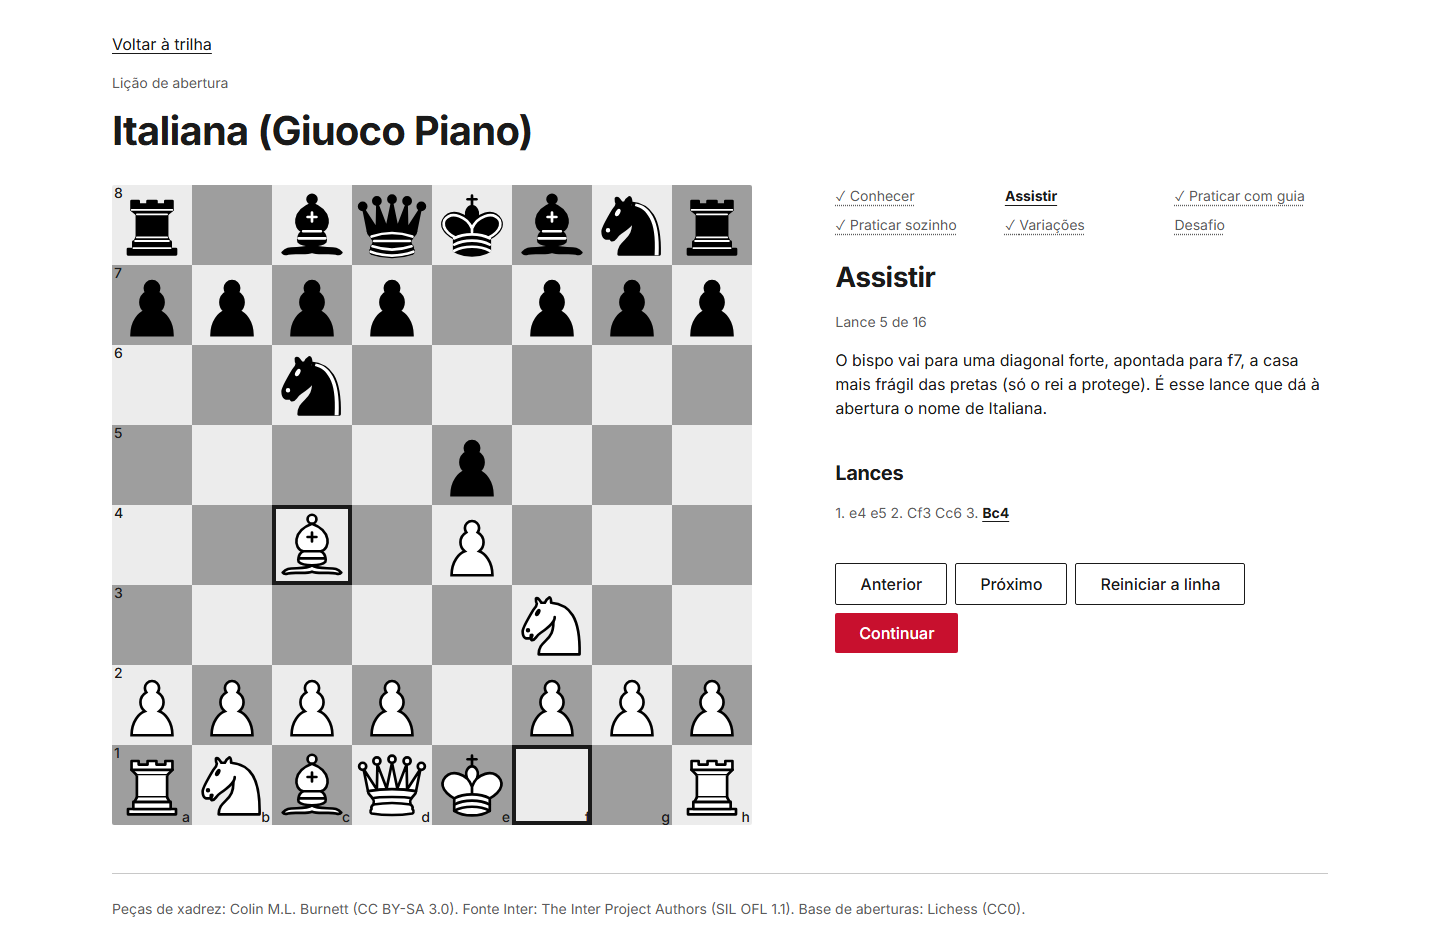 Voltar à trilha
Lição de abertura
Italiana (Giuoco Piano)
8
7
6
5
4
3
2
1
a b c d e f g h
✓ Conhecer Assistir ✓ Praticar com guia
✓ Praticar sozinho ✓ Variações Desafio
Assistir
Lance 5 de 16
O bispo vai para uma diagonal forte, apontada para f7, a casa
mais frágil das pretas (só o rei a protege). É esse lance que dá à
abertura o nome de Italiana.
Lances
1. e4 e5 2. Cf3 Cc6 3. Bc4
Anterior Próximo Reiniciar a linha
Continuar
Peças de xadrez: Colin M.L. Burnett (CC BY-SA 3.0). Fonte Inter: The Inter Project Authors (SIL OFL 1.1). Base de aberturas: Lichess (CC0).